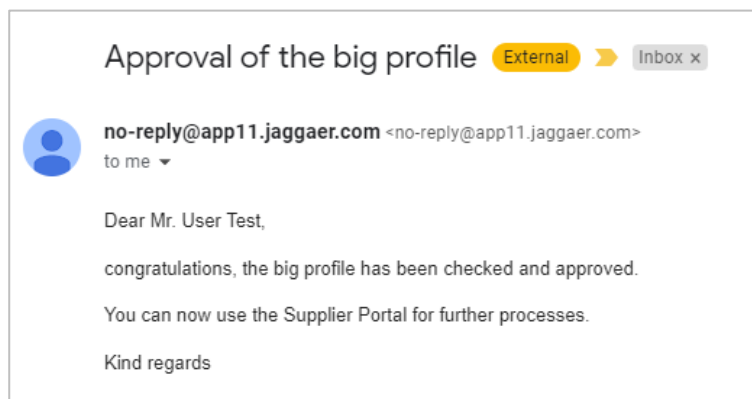 Approval of the big profile External Inbox x
no-reply@app11.jaggaer.com <no-reply@app11.jaggaer.com>
to me
Dear Mr. User Test,
congratulations, the big profile has been checked and approved.
You can now use the Supplier Portal for further processes.
Kind regards